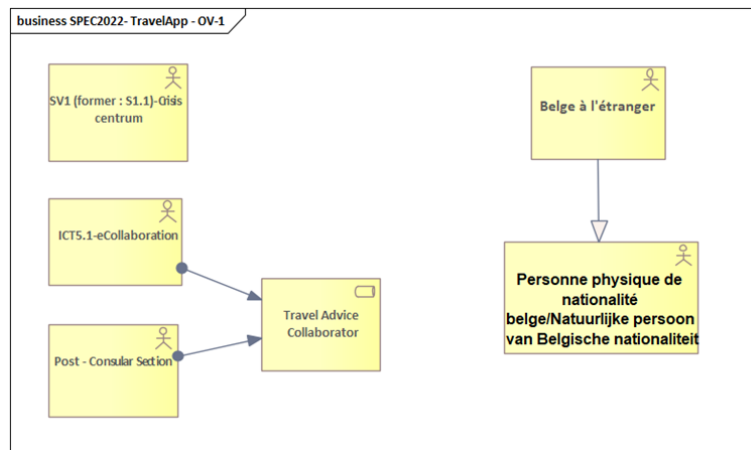 business SPEC2022- TravelApp - OV-1
SV1 (former : S1.1)-Crisis
centrum
Belge à l'étranger
ICT5.1-eCollaboration
Personne physique de
nationalité
belge/Natuurlijke persoon
van Belgische nationaliteit
Travel Advice
Collaborator
Post - Consular Section